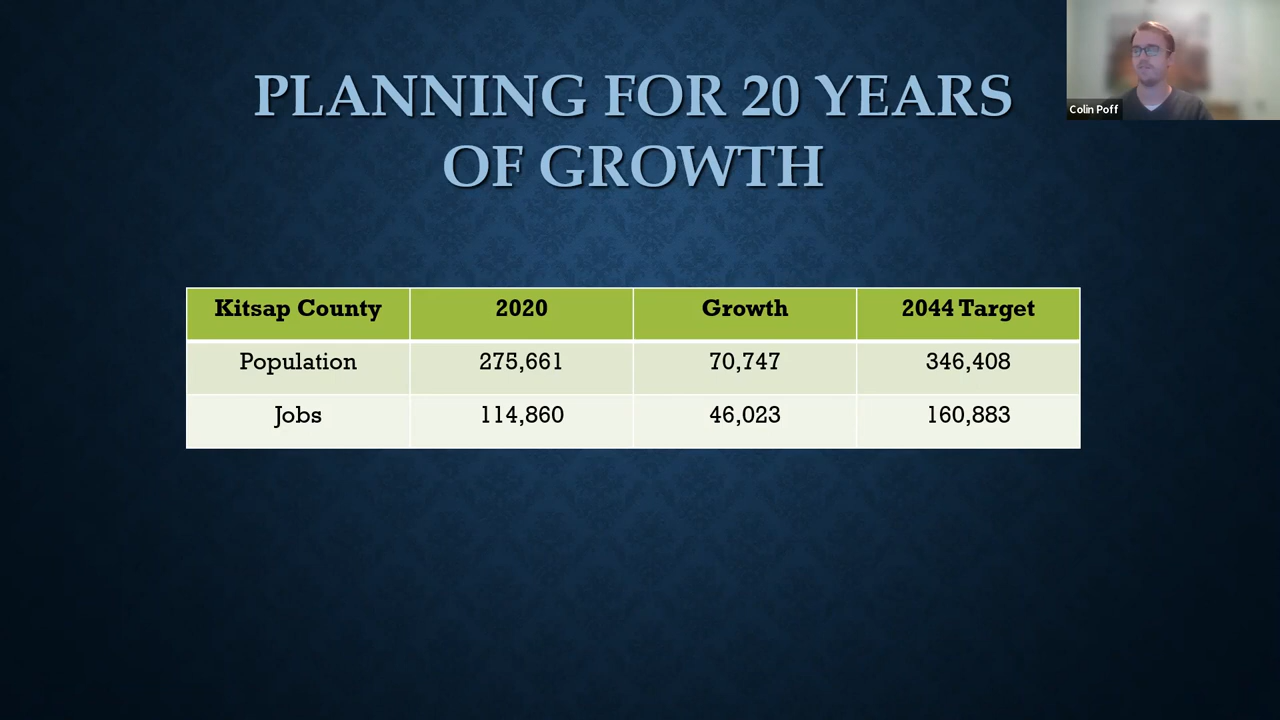 PLANNING FOR 20 YEARS
OF GROWTH
Colin Poff
Kitsap County 2020 Growth 2044 Target
Population 275,661 70,747 346,408
Jobs 114,860 46,023 160,883